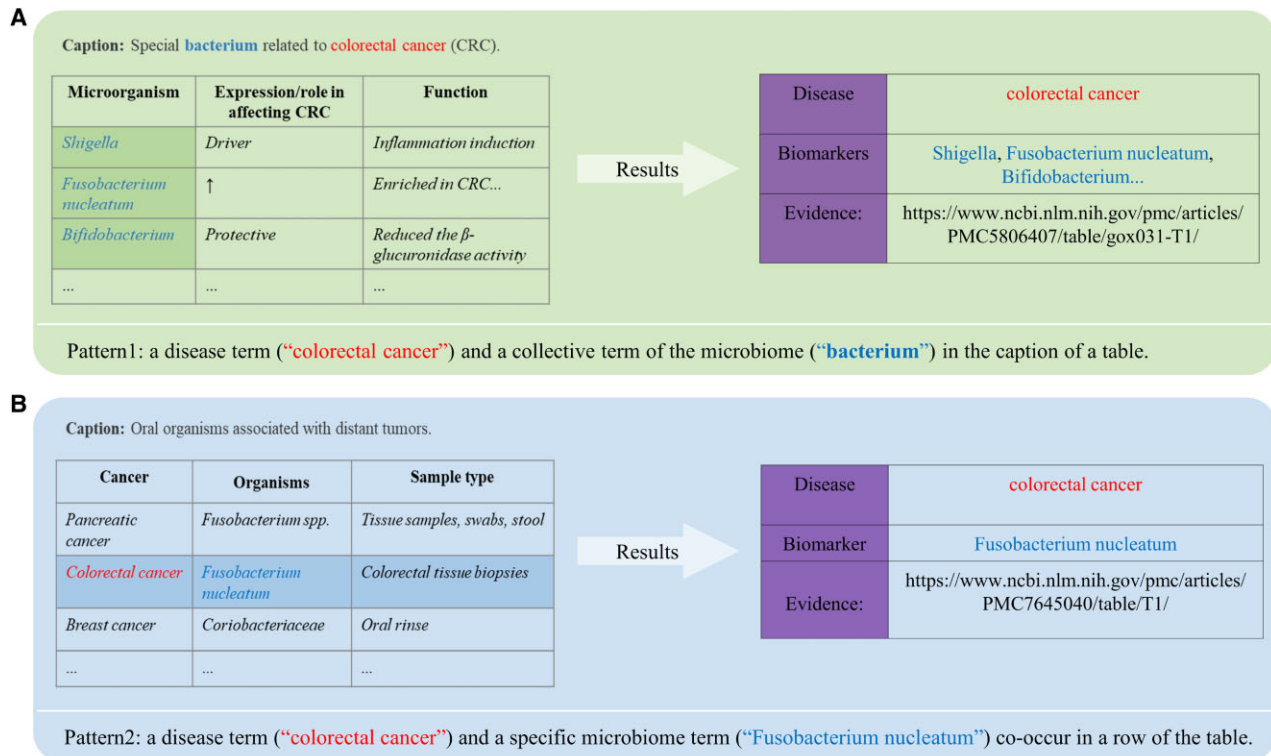 A
Caption: Special bacterium related to colorectal cancer (CRC).
Microorganism
Expression/role in
affecting CRC
Function
Shigella
Driver
Inflammation induction
Fusobacterium
nucleatum
↑
Enriched in CRC...
Bifidobacterium
Protective
Reduced the β-
glucuronidase activity
...
...
...
Results
Disease
colorectal cancer
Biomarkers
Shigella, Fusobacterium nucleatum,
Bifidobacterium...
Evidence:
https://www.ncbi.nlm.nih.gov/pmc/articles/
PMC5806407/table/gox031-T1/
Pattern1: a disease term (“colorectal cancer”) and a collective term of the microbiome (“bacterium”) in the caption of a table.
B
Caption: Oral organisms associated with distant tumors.
Cancer
Organisms
Sample type
Pancreatic
cancer
Fusobacterium spp.
Tissue samples, swabs, stool
Colorectal cancer
Fusobacterium
nucleatum
Colorectal tissue biopsies
Breast cancer
Coriobacteriaceae
Oral rinse
...
...
...
Results
Disease
colorectal cancer
Biomarker
Fusobacterium nucleatum
Evidence:
https://www.ncbi.nlm.nih.gov/pmc/articles/
PMC7645040/table/T1/
Pattern2: a disease term (“colorectal cancer”) and a specific microbiome term (“Fusobacterium nucleatum”) co-occur in a row of the table.